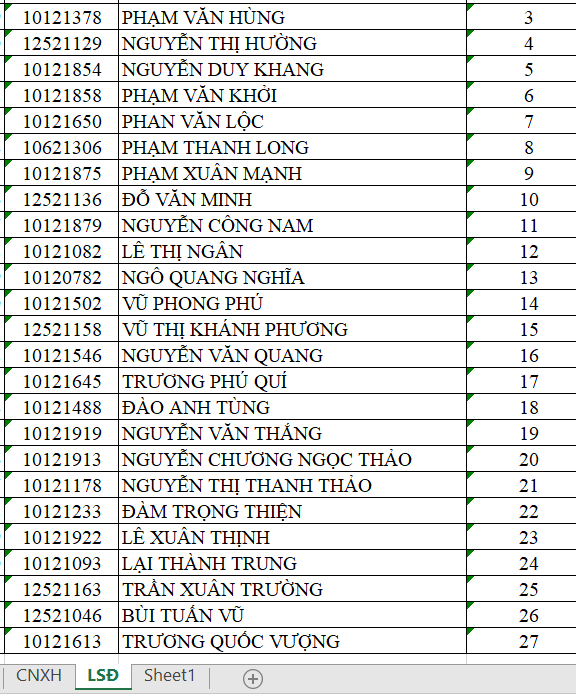 10121378 PHẠM VĂN HÙNG 3
12521129 NGUYỄN THỊ HƯỜNG 4
10121854 NGUYỄN DUY KHANG 5
10121858 PHẠM VĂN KHỞI 6
10121650 PHAN VĂN LỘC 7
10621306 PHẠM THANH LONG 8
10121875 PHẠM XUÂN MẠNH 9
12521136 ĐỖ VĂN MINH 10
10121879 NGUYỄN CÔNG NAM 11
10121082 LÊ THỊ NGÂN 12
10120782 NGÔ QUANG NGHĨA 13
10121502 VŨ PHONG PHÚ 14
12521158 VŨ THỊ KHÁNH PHƯƠNG 15
10121546 NGUYỄN VĂN QUANG 16
10121645 TRƯƠNG PHÚ QUÍ 17
10121488 ĐÀO ANH TÙNG 18
10121919 NGUYỄN VĂN THẮNG 19
10121913 NGUYỄN CHƯƠNG NGỌC THẢO 20
10121178 NGUYỄN THỊ THANH THẢO 21
10121233 ĐÀM TRỌNG THIỆN 22
10121922 LÊ XUÂN THỊNH 23
10121093 LẠI THÀNH TRUNG 24
12521163 TRẦN XUÂN TRƯỜNG 25
12521046 BÙI TUẤN VŨ 26
10121613 TRƯƠNG QUỐC VƯỢNG 27
CNXH LSĐ Sheet1